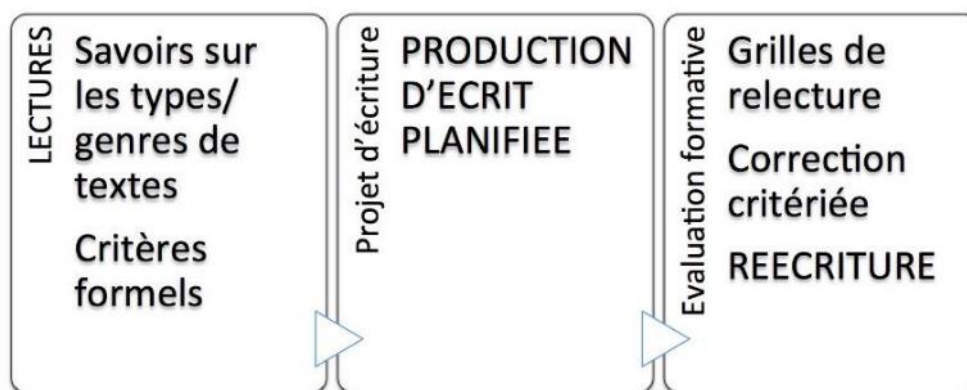 LECTURES
Savoirs sur
les types/
genres de
textes
Critères
formels
Projet d'écriture
PRODUCTION
D'ECRIT
PLANIFIEE
Evaluation formative
Grilles de
relecture
Correction
critériée
REECRITURE